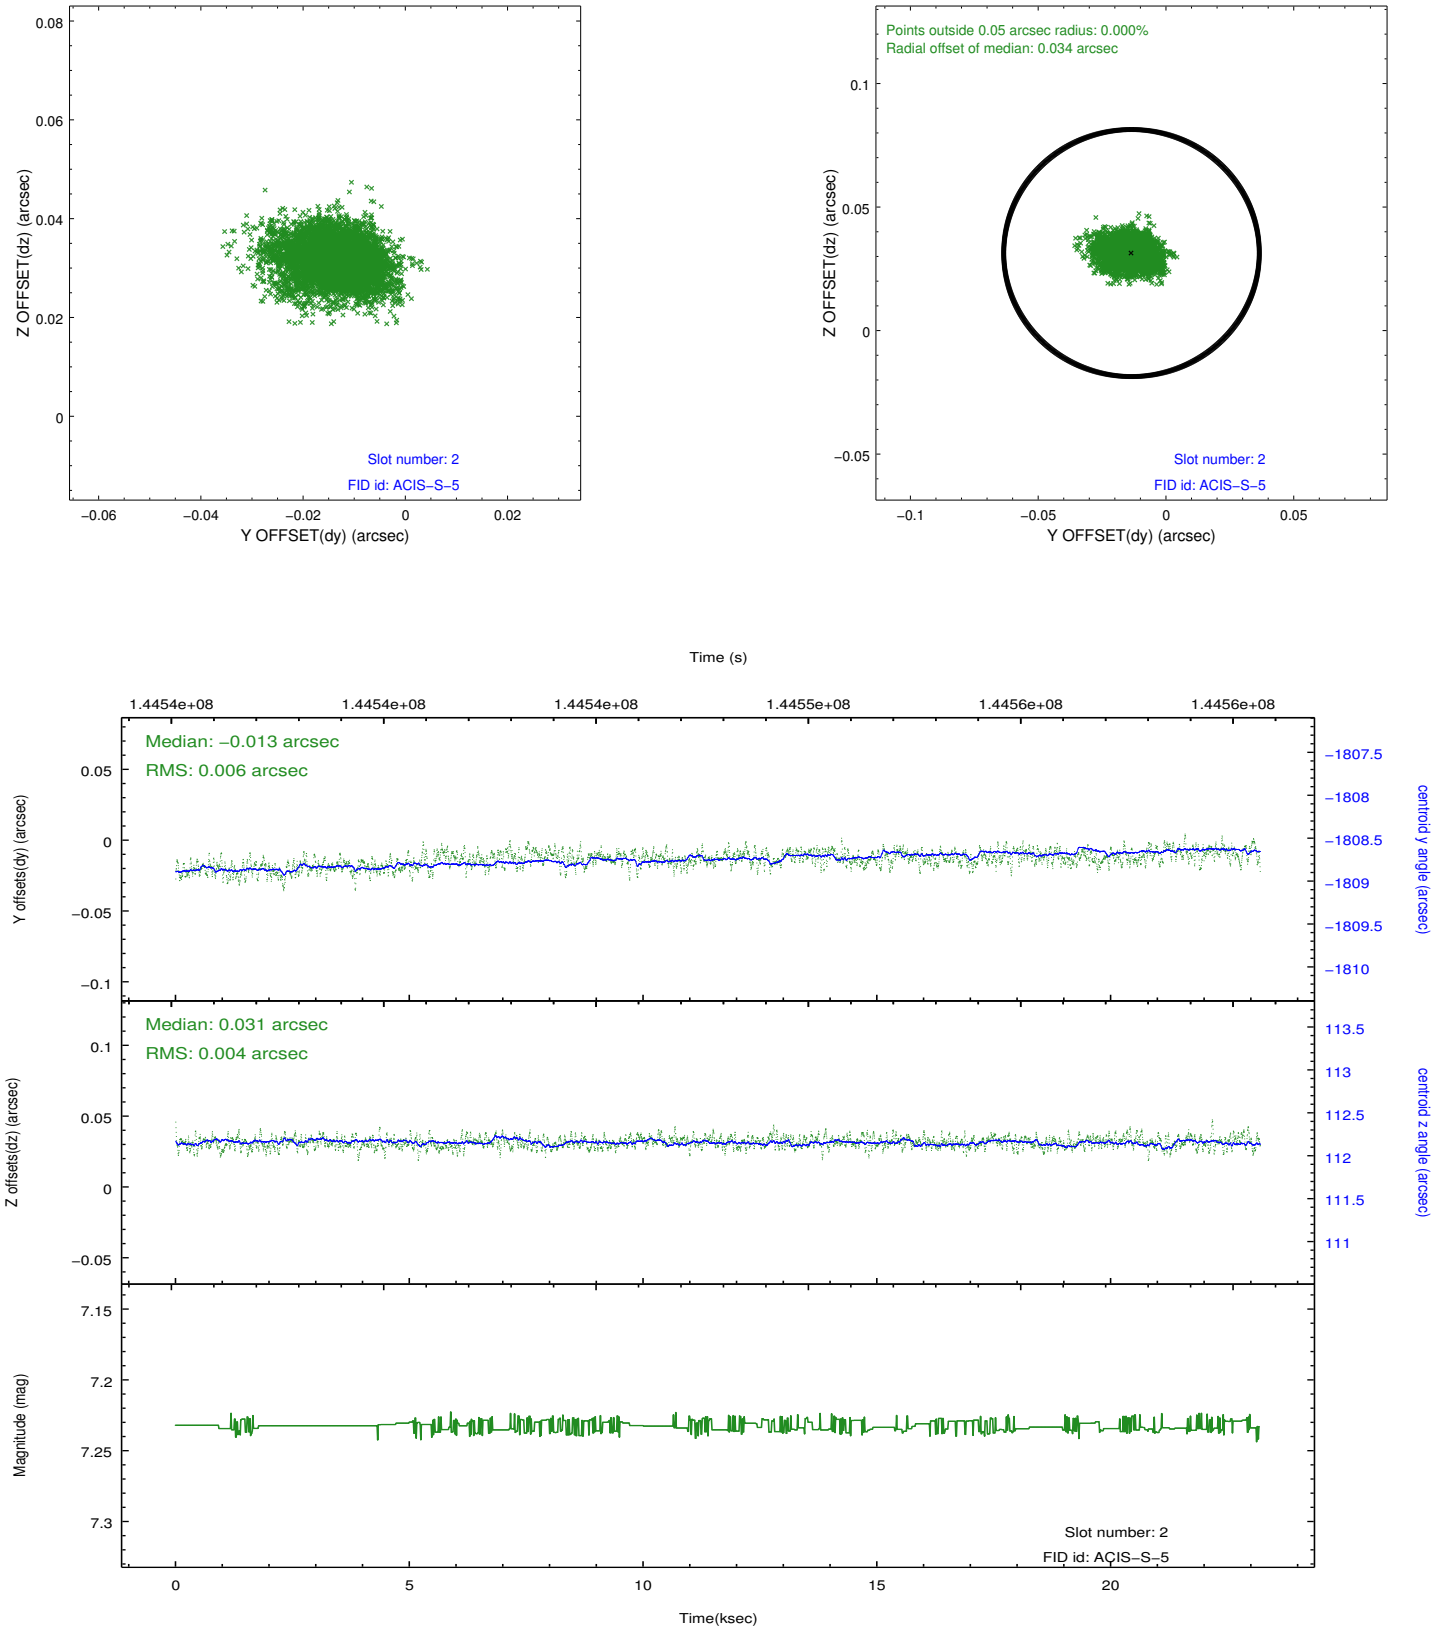 0.08
0.06
0.04
0.02
0
Z OFFSET(dz) (arcsec)
Slot number: 2
FID id: ACIS−S−5
−0.06 −0.04 −0.02 0 0.02
Y OFFSET(dy) (arcsec)
Points outside 0.05 arcsec radius: 0.000%
Radial offset of median: 0.034 arcsec
0.1
0.05
0
−0.05
Z OFFSET(dz) (arcsec)
Slot number: 2
FID id: ACIS−S−5
−0.1 −0.05 0 0.05
Y OFFSET(dy) (arcsec)
Time (s)
1.4454e+08 1.4454e+08 1.4454e+08 1.4455e+08 1.4456e+08 1.4456e+08
Median: −0.013 arcsec
RMS: 0.006 arcsec
0.05
0
−0.05
−0.1
Y offsets(dy) (arcsec)
−1807.5
−1808
−1808.5
−1809
−1809.5
−1810
centroid y angle (arcsec)
Median: 0.031 arcsec
RMS: 0.004 arcsec
0.1
0.05
0
−0.05
Z offsets(dz) (arcsec)
113.5
113
112.5
112
111.5
111
centroid z angle (arcsec)
7.15
7.2
7.25
7.3
Magnitude (mag)
Slot number: 2
FID id: ACIS−S−5
0 5 10 15 20
Time(ksec)